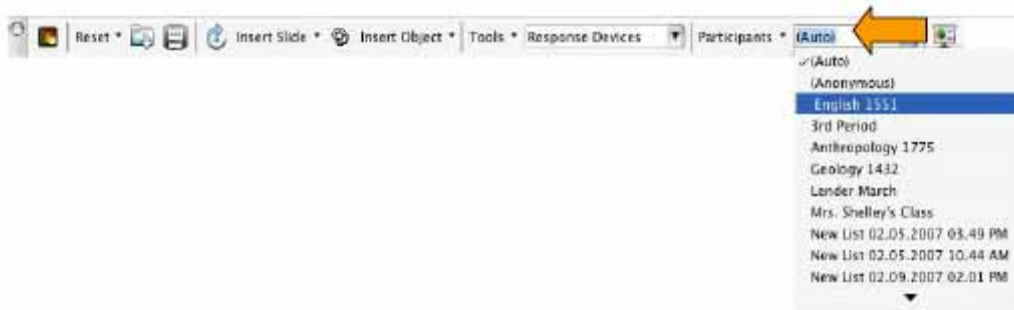 Reset Insert Slide Insert Object Tools Response Devices Participants (Auto)
(Auto)
(Anonymous)
English 1551
3rd Period
Anthropology 1775
Geology 1432
Lender March
Mrs. Shelley's Class
New List 02.05.2007 03.49 PM
New List 02.05.2007 10.44 AM
New List 02.09.2007 02.01 PM